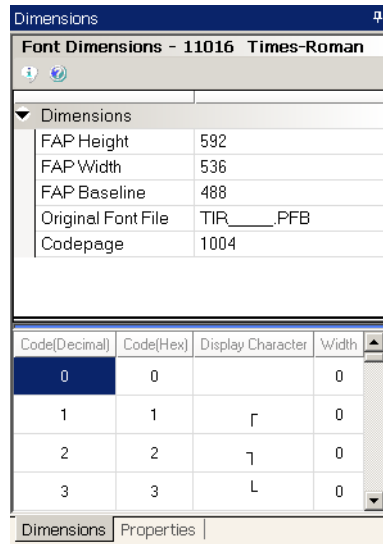 Dimensions
Font Dimensions - 11016 Times-Roman
Dimensions
FAP Height 592
FAP Width 536
FAP Baseline 488
Original Font File TIR_____.PFB
Codepage 1004
Code(Decimal) Code(Hex) Display Character Width
0 0 0
1 1 ┌ 0
2 2 ┐ 0
3 3 └ 0
Dimensions Properties